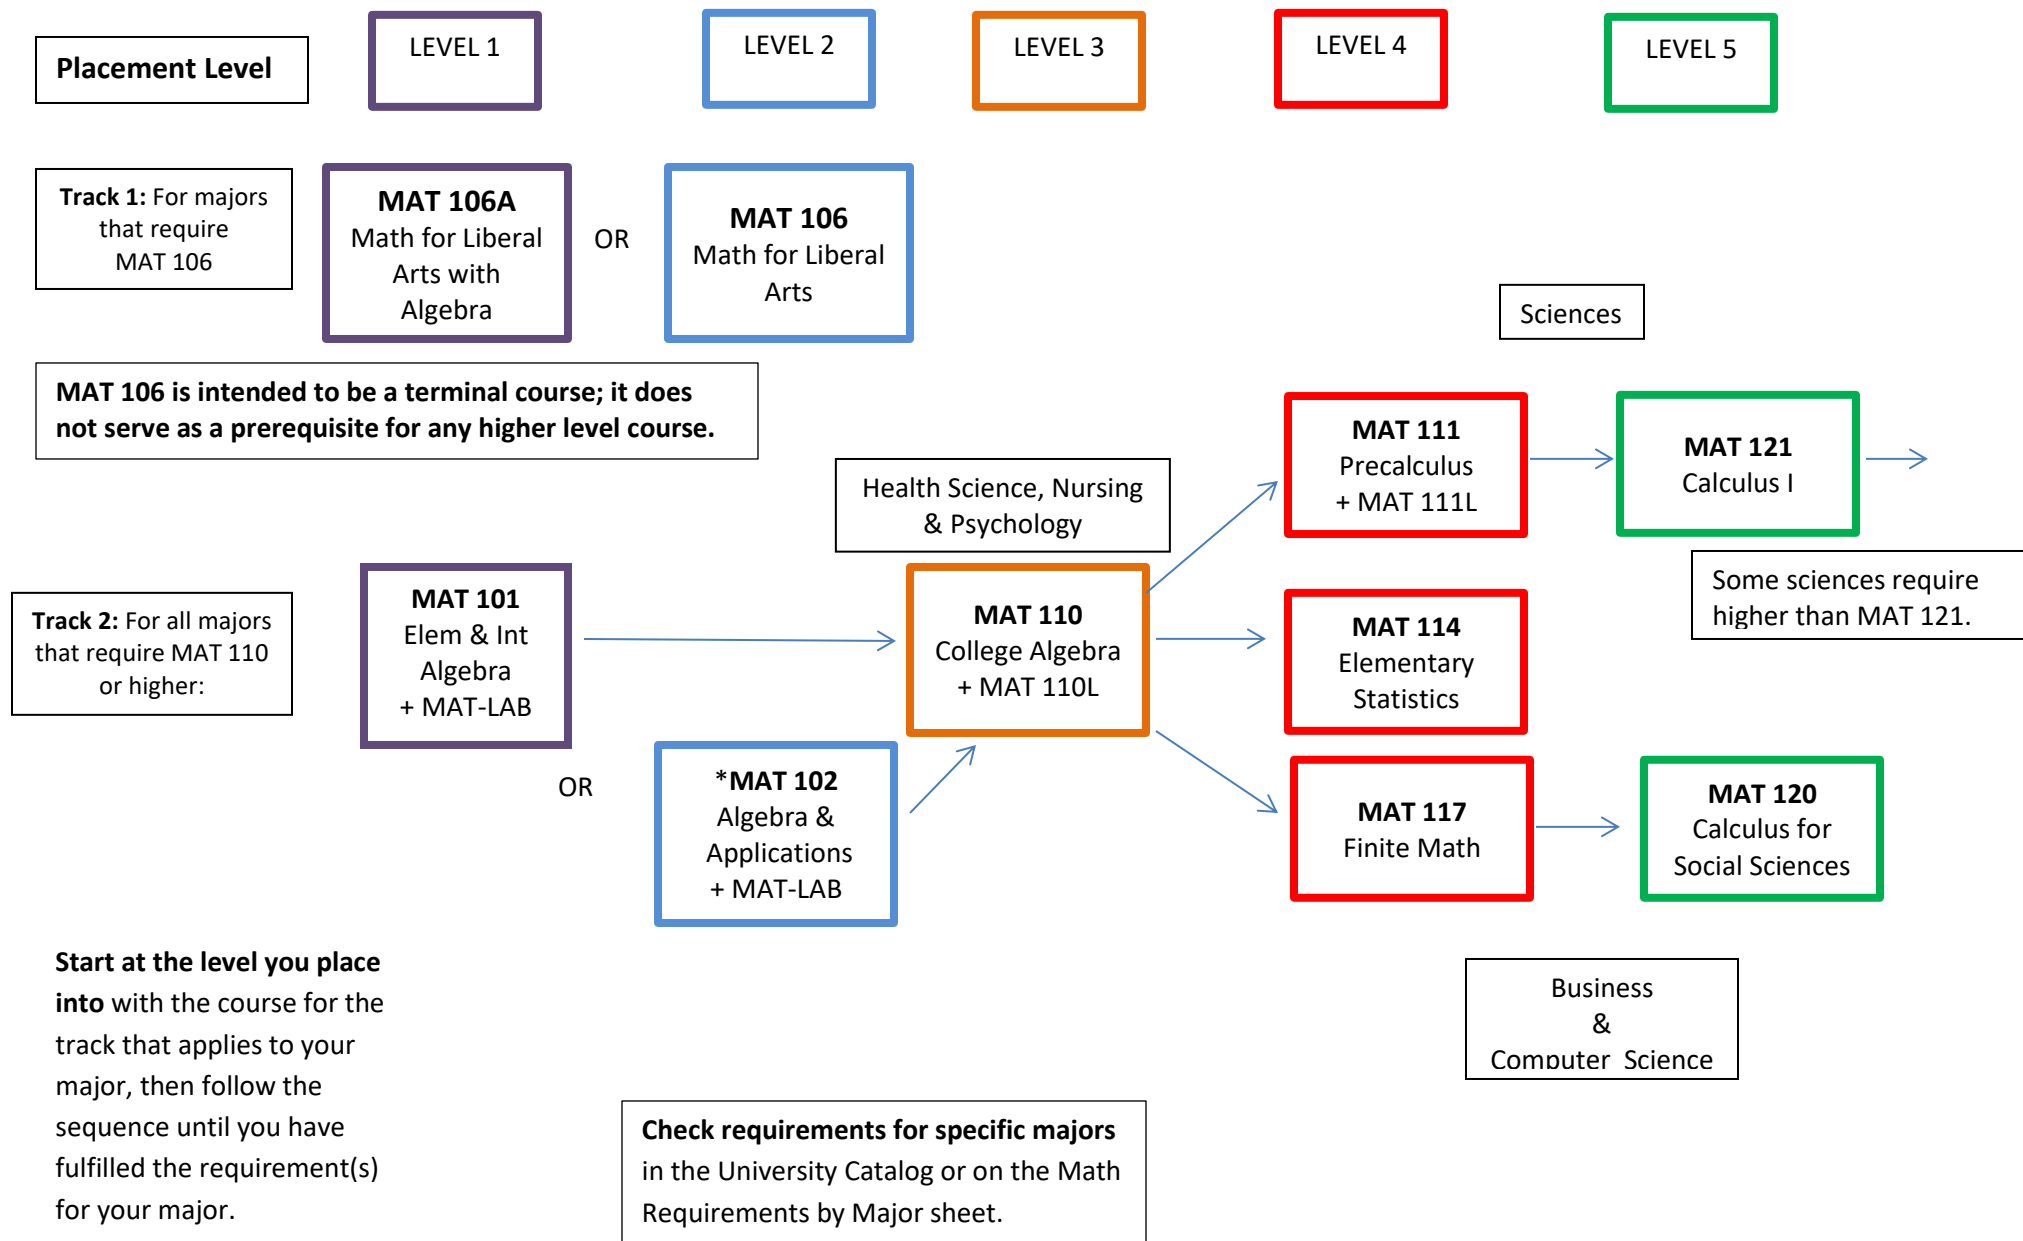 Placement Level
LEVEL 1
LEVEL 2
LEVEL 3
LEVEL 4
LEVEL 5
Track 1: For majors
that require
MAT 106
MAT 106A
Math for Liberal
Arts with
Algebra
OR
MAT 106
Math for Liberal
Arts
Sciences
MAT 106 is intended to be a terminal course; it does
not serve as a prerequisite for any higher level course.
Health Science, Nursing
& Psychology
MAT 111
Precalculus
+ MAT 111L
MAT 121
Calculus I
Some sciences require
higher than MAT 121.
Track 2: For all majors
that require MAT 110
or higher:
MAT 101
Elem & Int
Algebra
+ MAT-LAB
OR
*MAT 102
Algebra &
Applications
+ MAT-LAB
MAT 110
College Algebra
+ MAT 110L
MAT 114
Elementary
Statistics
MAT 117
Finite Math
MAT 120
Calculus for
Social Sciences
Start at the level you place
into with the course for the
track that applies to your
major, then follow the
sequence until you have
fulfilled the requirement(s)
for your major.
Check requirements for specific majors
in the University Catalog or on the Math
Requirements by Major sheet.
Business
&
Computer Science